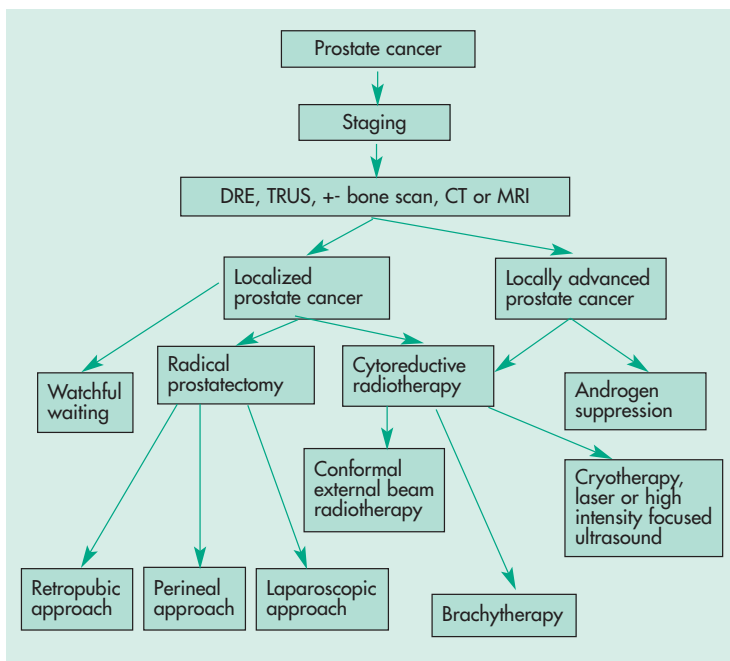 Prostate cancer
Staging
DRE, TRUS, +- bone scan, CT or MRI
Localized
prostate cancer
Locally advanced
prostate cancer
Watchful
waiting
Radical
prostatectomy
Cytoreductive
radiotherapy
Androgen
suppression
Conformal
external beam
radiotherapy
Cryotherapy,
laser or high
intensity focused
ultrasound
Retropubic
approach
Perineal
approach
Laparoscopic
approach
Brachytherapy